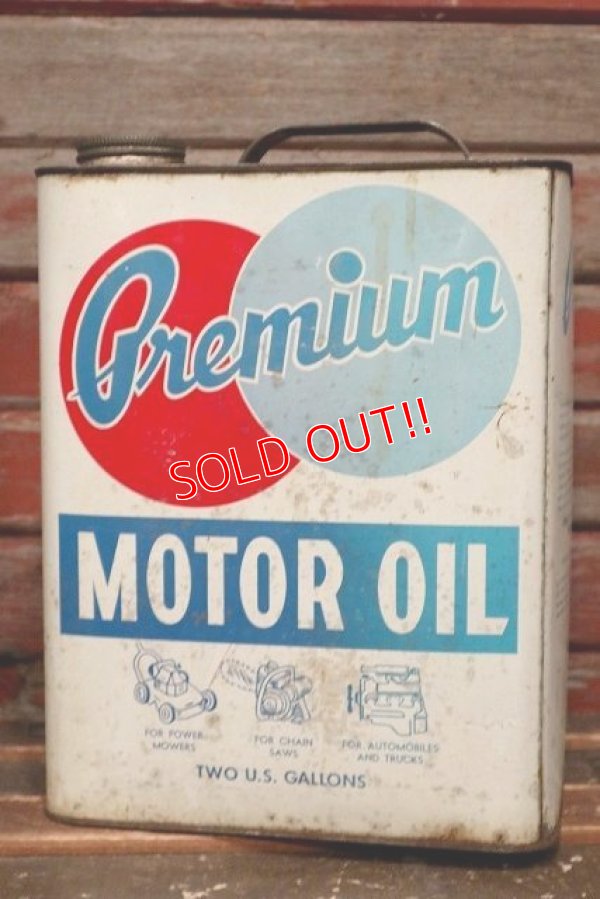 Premium
SOLD OUT!!
MOTOR OIL
FOR POWER
MOWERS
FOR CHAIN
SAWS
FOR AUTOMOBILES
AND TRUCKS
TWO U.S. GALLONS